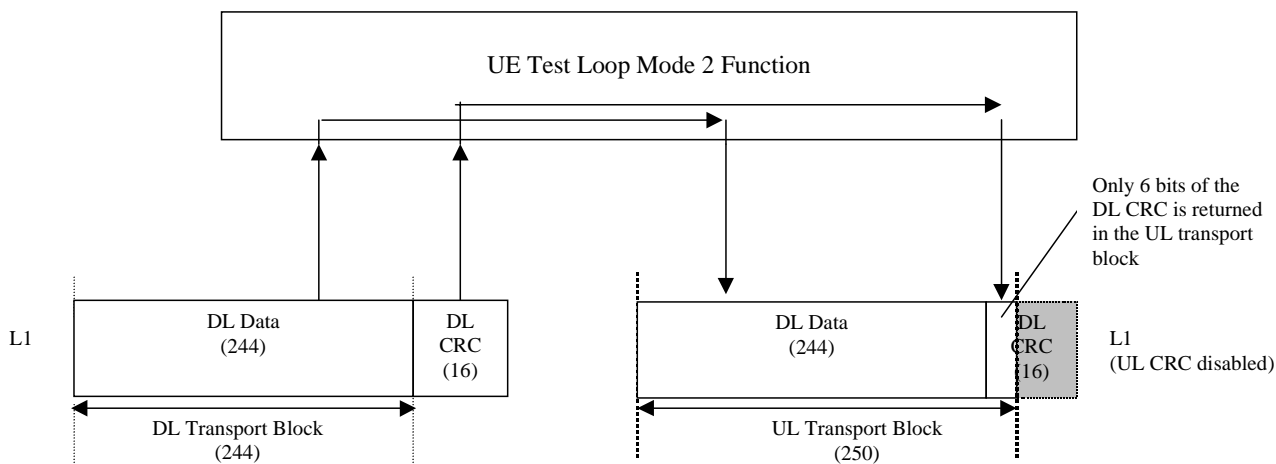 UE Test Loop Mode 2 Function
Only 6 bits of the
DL CRC is returned
in the UL transport
block
L1
DL Data
(244)
DL
CRC
(16)
DL Data
(244)
DL
CRC
(16)
L1
(UL CRC disabled)
DL Transport Block
(244)
UL Transport Block
(250)